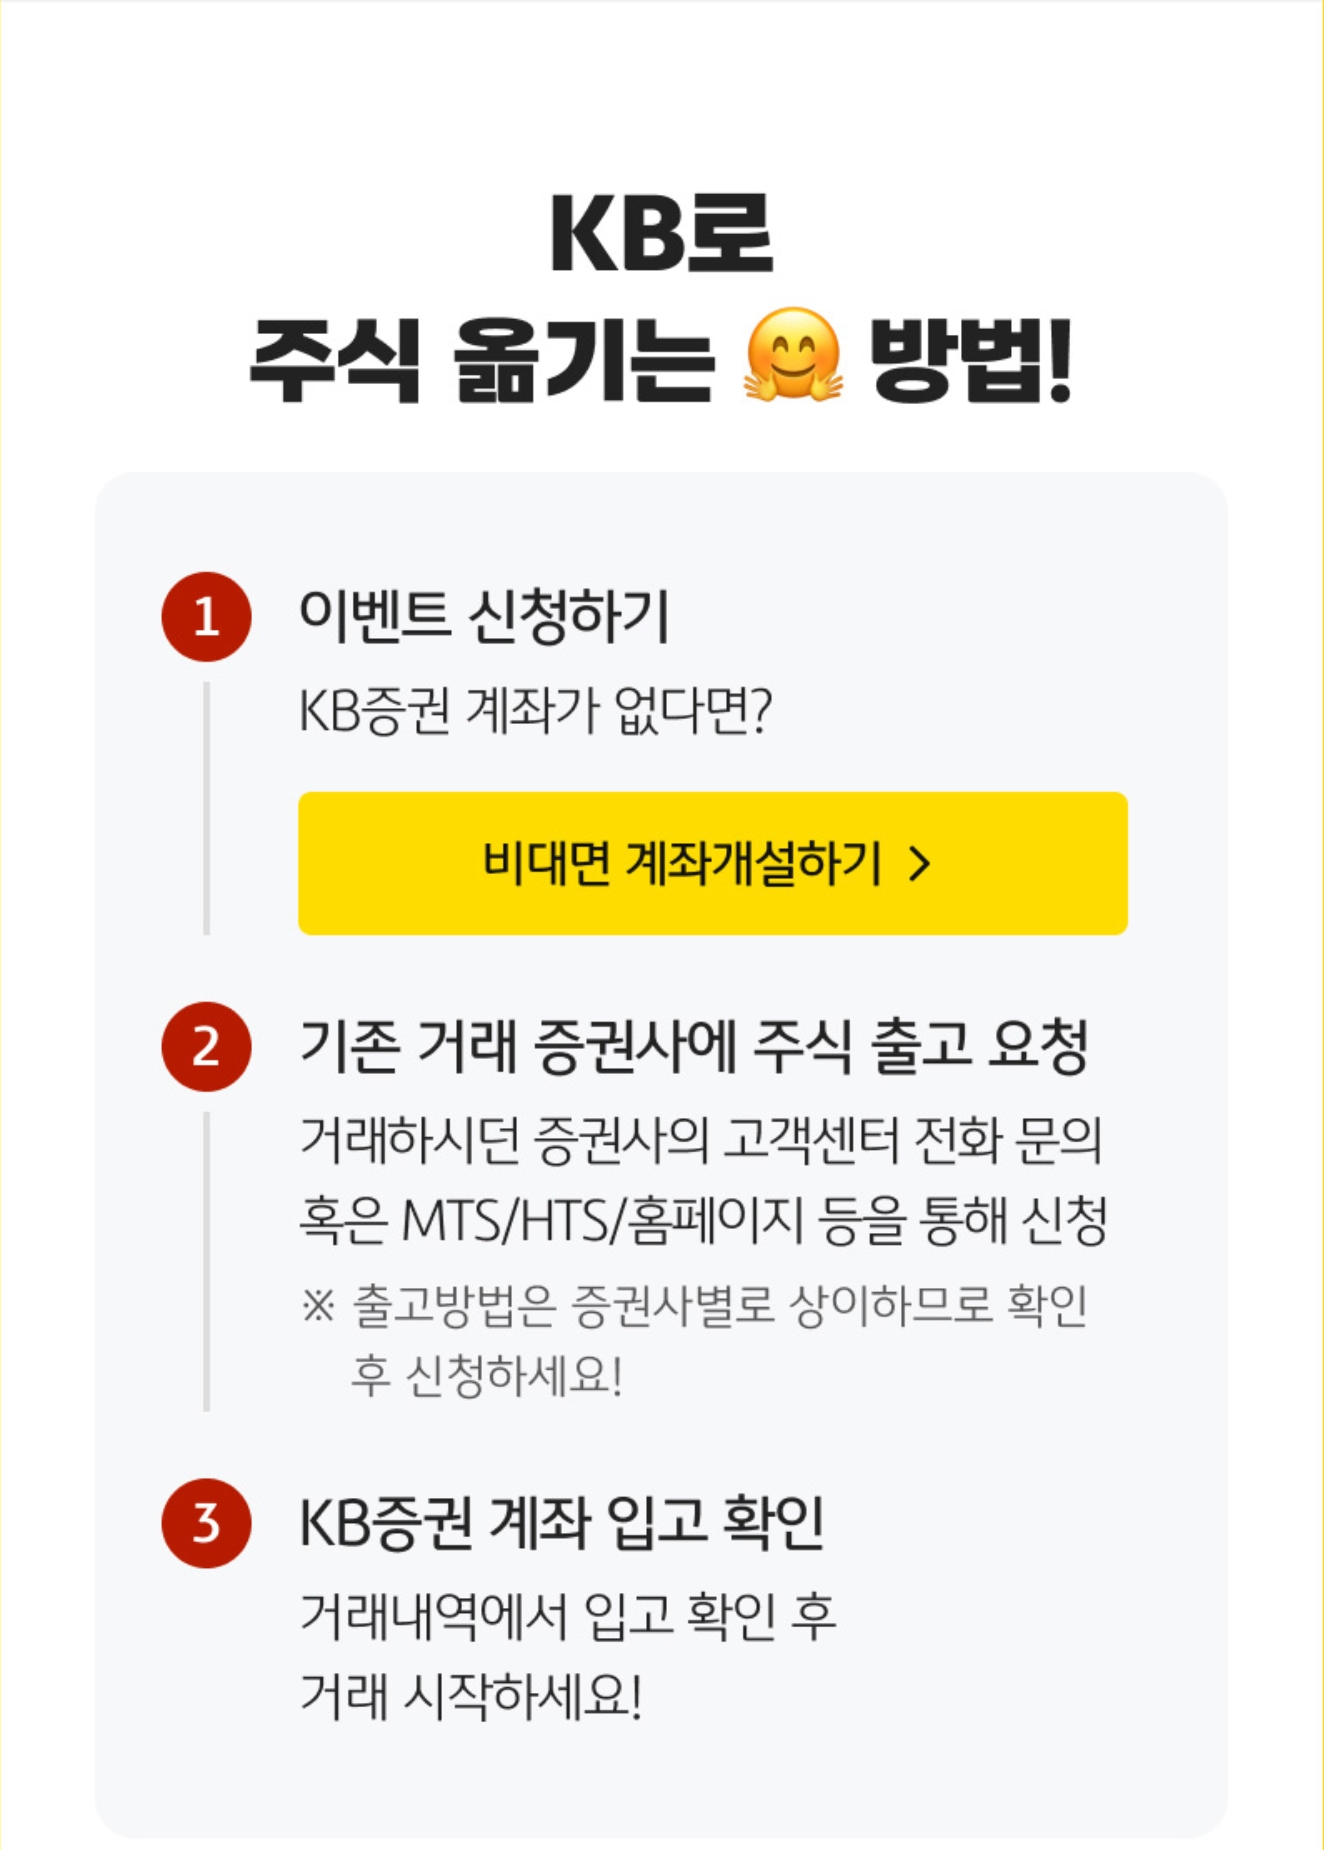 KB로
주식 옮기는 🤗 방법!
1 이벤트 신청하기
KB증권 계좌가 없다면?
비대면 계좌개설하기 >
2 기존 거래 증권사에 주식 출고 요청
거래하시던 증권사의 고객센터 전화 문의
혹은 MTS/HTS/홈페이지 등을 통해 신청
※ 출고방법은 증권사별로 상이하므로 확인
후 신청하세요!
3 KB증권 계좌 입고 확인
거래내역에서 입고 확인 후
거래 시작하세요!